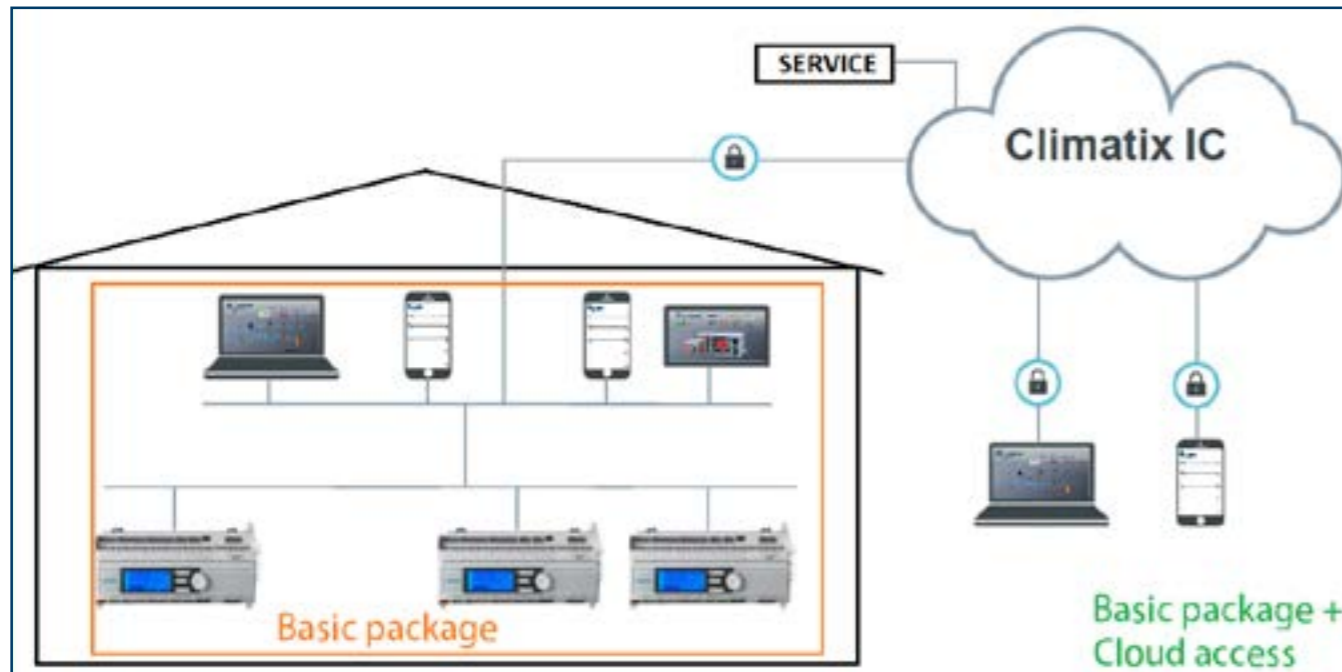 SERVICE
Climatix IC
Basic package
Basic package +
Cloud access